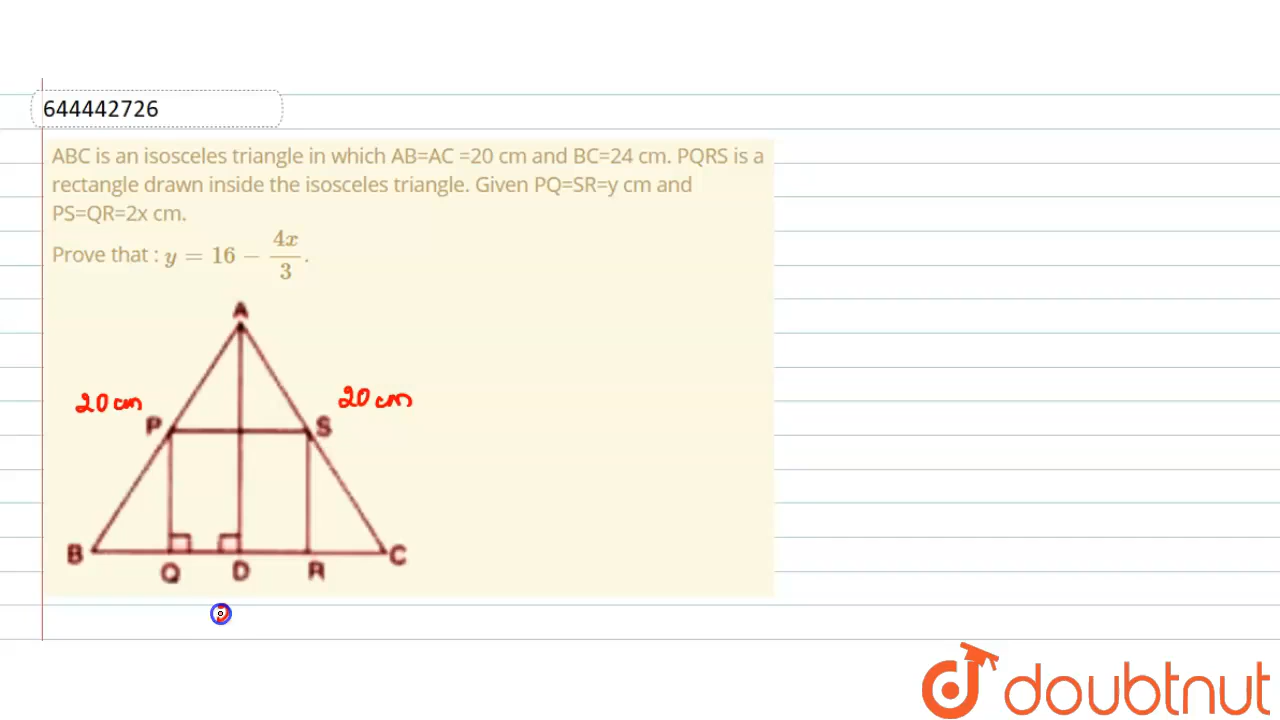 644442726
ABC is an isosceles triangle in which AB=AC =20 cm and BC=24 cm. PQRS is a
rectangle drawn inside the isosceles triangle. Given PQ=SR=y cm and
PS=QR=2x cm.
Prove that : y = 16 − 4x/3.
A
20 cm
20 cm
P
S
B
C
Q
D
R
doubtnut